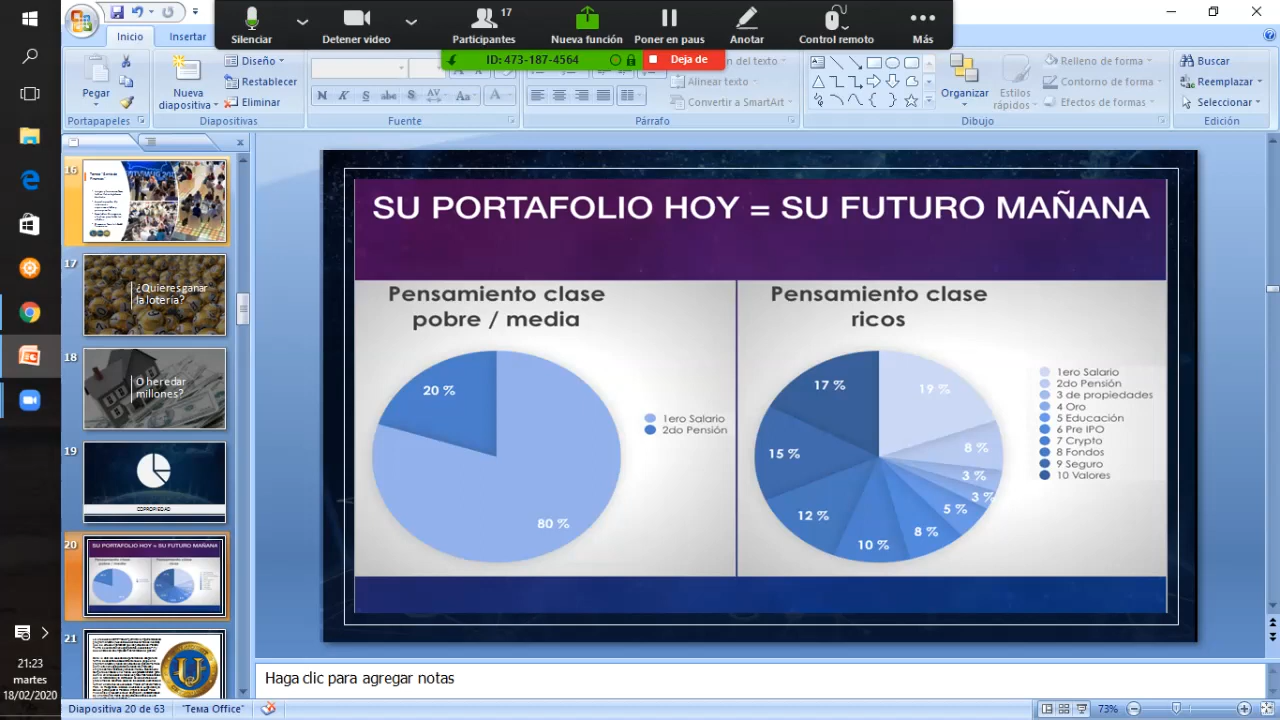 17
Silenciar
Detener video
Participantes
Nueva función
Poner en paus
Anotar
Control remoto
Más
ID: 473-187-4564
Deja de
Inicio
Insertar
Pegar
Nueva
diapositiva
Diseño
Restablecer
Eliminar
Alinear texto
Convertir a SmartArt
Organizar
Estilos
rápidos
Relleno de forma
Contorno de forma
Efectos de formas
Buscar
Reemplazar
Seleccionar
Portapapeles
Diapositivas
Fuente
Párrafo
Dibujo
Edición
16
17
¿Quieres ganar
la lotería?
18
O heredar
millones?
19
COPROPIEDAD
20
SU PORTAFOLIO HOY = SU FUTURO MAÑANA
21
SU PORTAFOLIO HOY = SU FUTURO MAÑANA
Pensamiento clase
pobre / media
20 %
80 %
1ero Salario
2do Pensión
Pensamiento clase
ricos
17 %
19 %
8 %
3 %
3 %
5 %
8 %
10 %
12 %
15 %
1ero Salario
2do Pensión
3 de propiedades
4 Oro
5 Educación
6 Pre IPO
7 Crypto
8 Fondos
9 Seguro
10 Valores
Haga clic para agregar notas
Diapositiva 20 de 63
"Tema Office"
73%
21:23
martes
18/02/2020